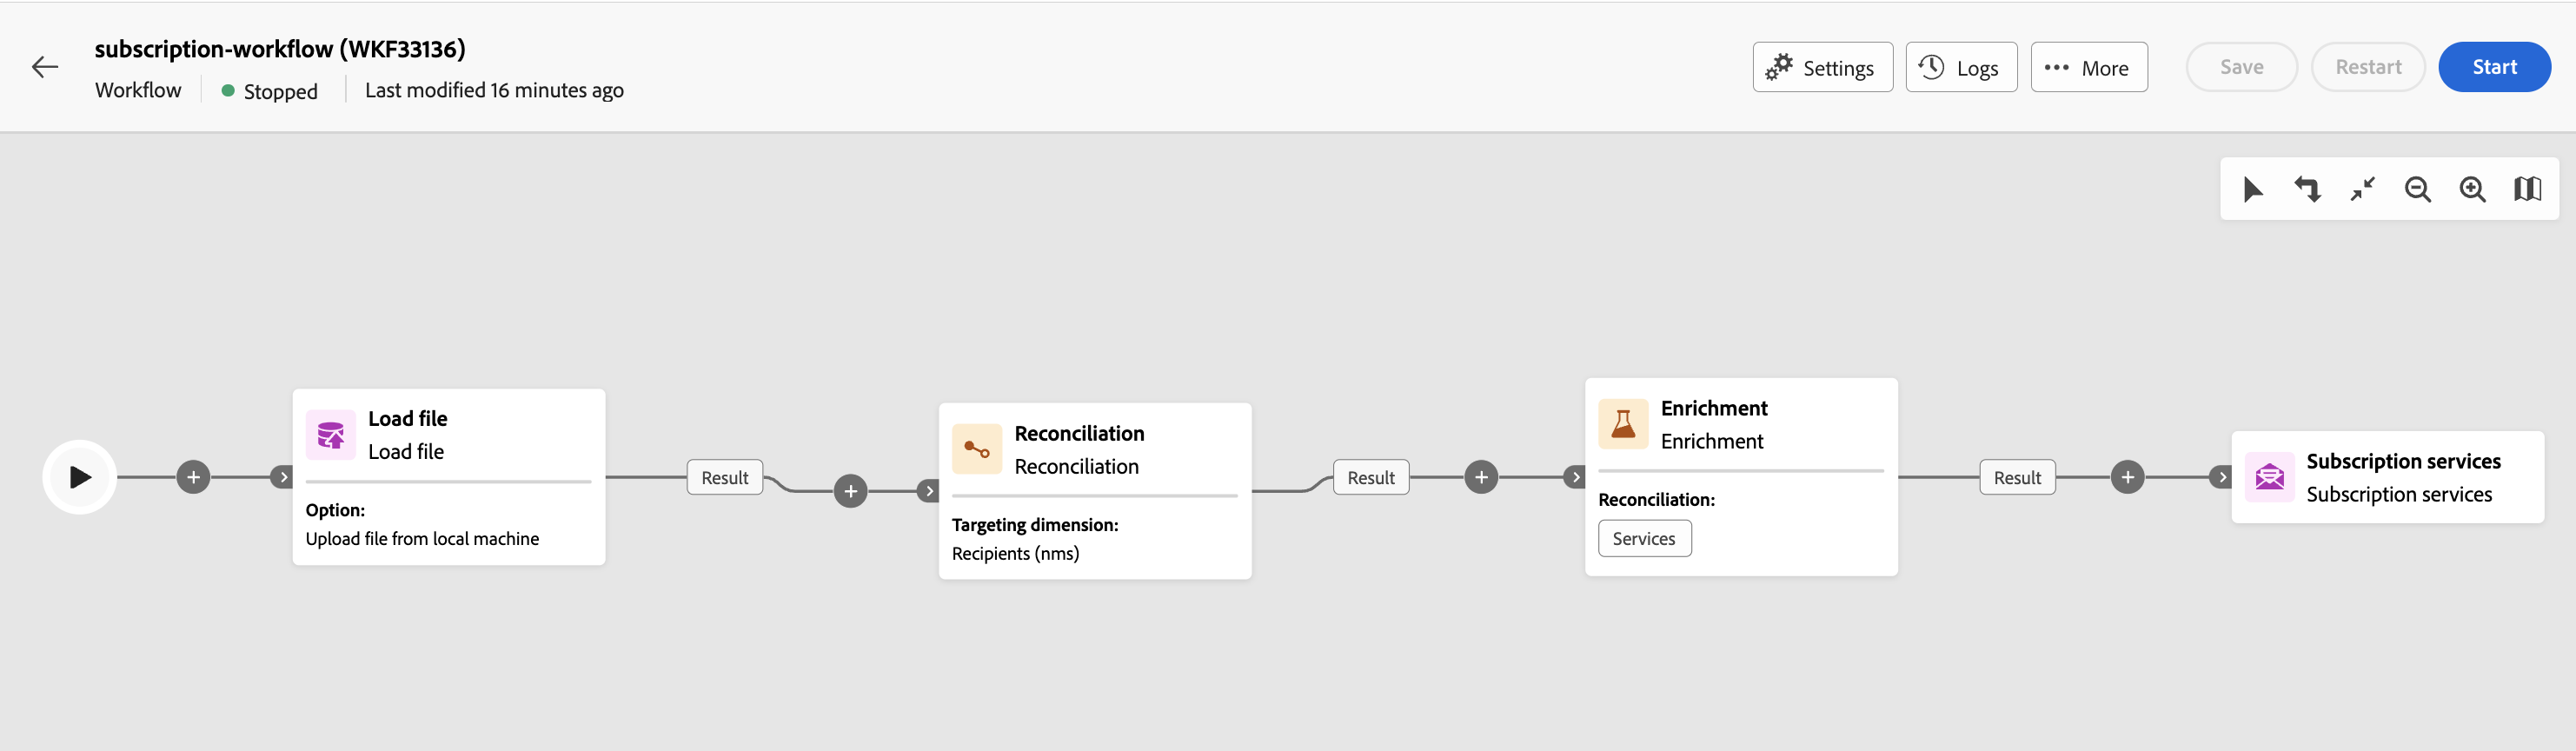 subscription-workflow (WKF33136)
Workflow
Stopped
Last modified 16 minutes ago
Settings
Logs
More
Save
Restart
Start
Load file
Load file
Option:
Upload file from local machine
Result
Reconciliation
Reconciliation
Targeting dimension:
Recipients (nms)
Result
Enrichment
Enrichment
Reconciliation:
Services
Result
Subscription services
Subscription services